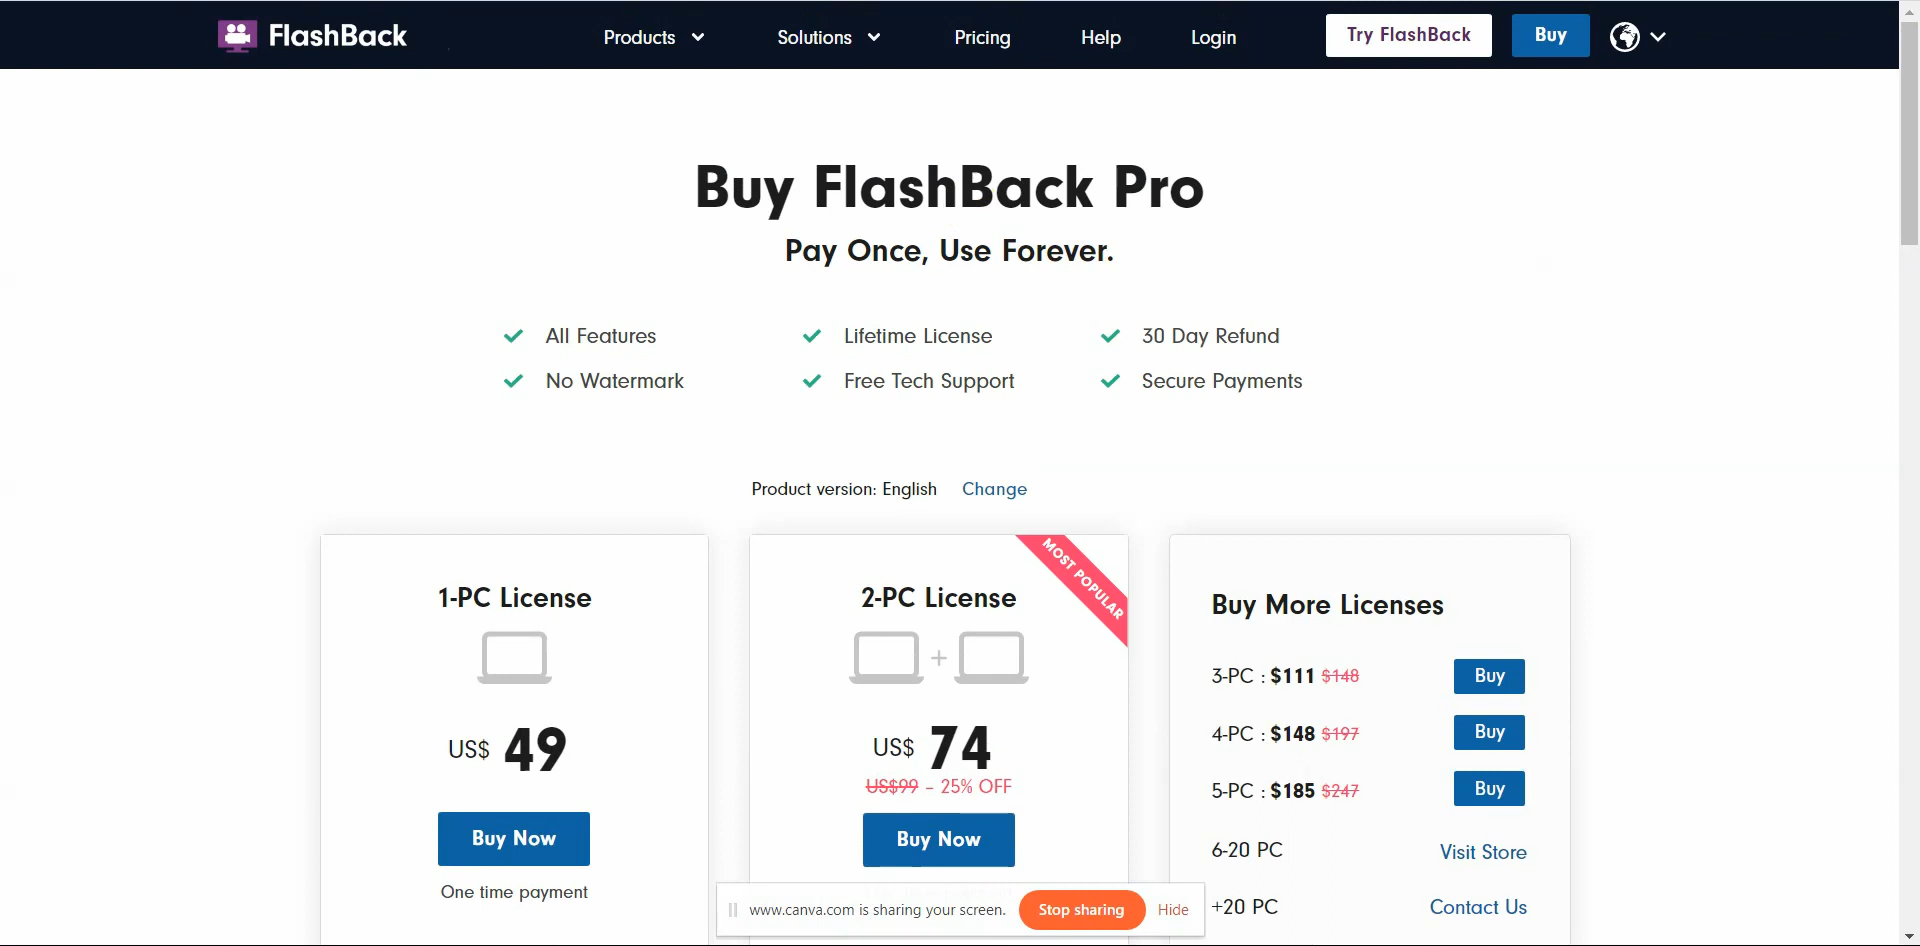 FlashBack
Products
Solutions
Pricing
Help
Login
Try FlashBack
Buy
Buy FlashBack Pro
Pay Once, Use Forever.
All Features
Lifetime License
30 Day Refund
No Watermark
Free Tech Support
Secure Payments
Product version: English Change
1-PC License
US$ 49
Buy Now
One time payment
MOST POPULAR
2-PC License
+
US$ 74
US$99 - 25% OFF
Buy Now
Buy More Licenses
3-PC : $111 $148 Buy
4-PC : $148 $197 Buy
5-PC : $185 $247 Buy
6-20 PC Visit Store
+20 PC Contact Us
www.canva.com is sharing your screen. Stop sharing Hide